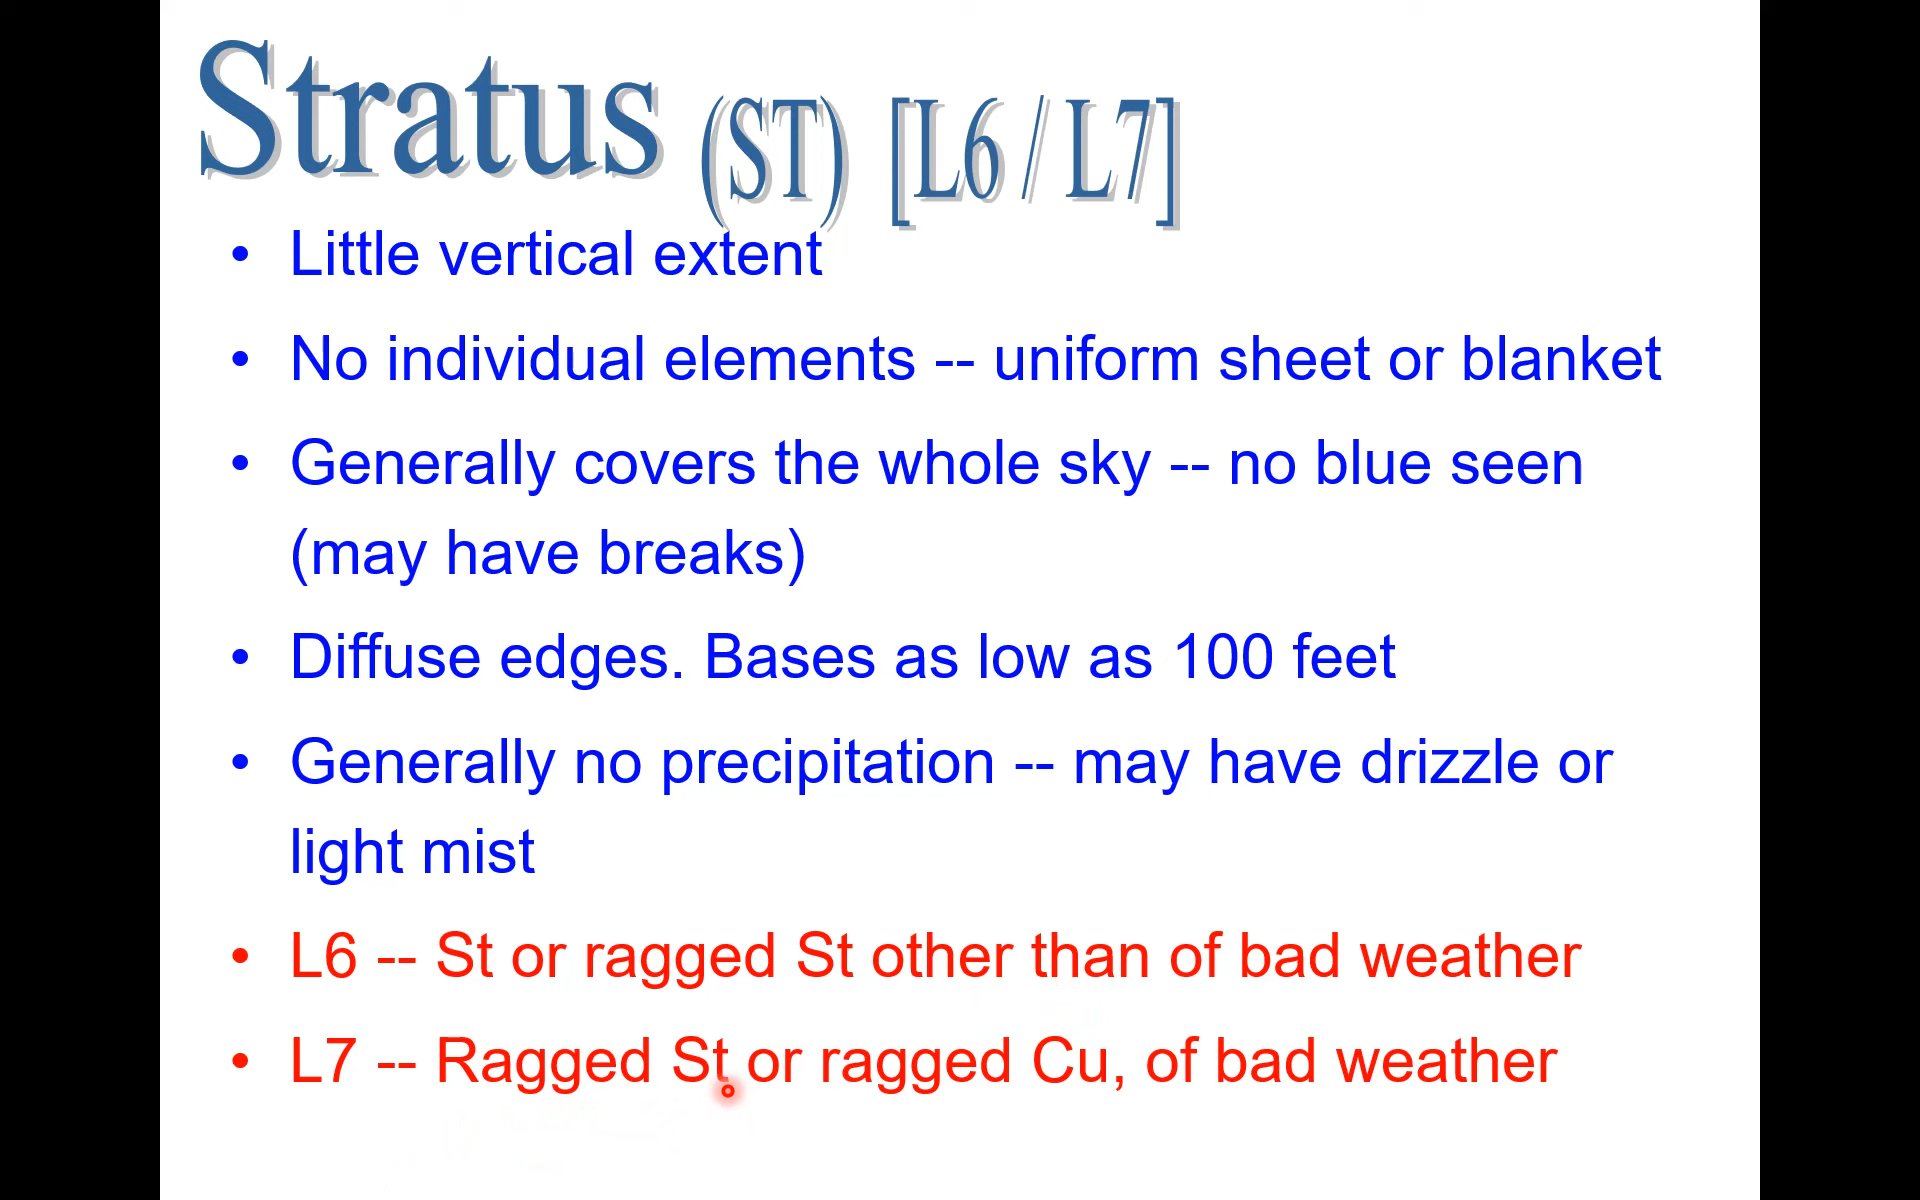 Stratus (ST) [L6 / L7]
• Little vertical extent
• No individual elements -- uniform sheet or blanket
• Generally covers the whole sky -- no blue seen
(may have breaks)
• Diffuse edges. Bases as low as 100 feet
• Generally no precipitation -- may have drizzle or
light mist
• L6 -- St or ragged St other than of bad weather
• L7 -- Ragged St or ragged Cu, of bad weather